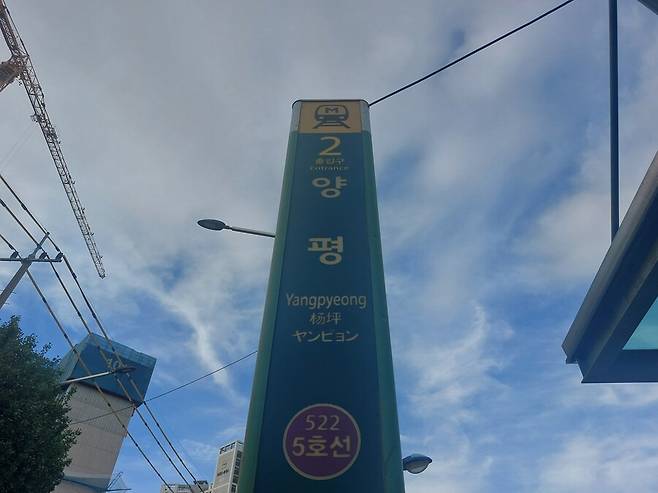 M
2
출입구
Entrance
양
평
Yangpyeong
杨坪
ヤンピョン
522
5호선